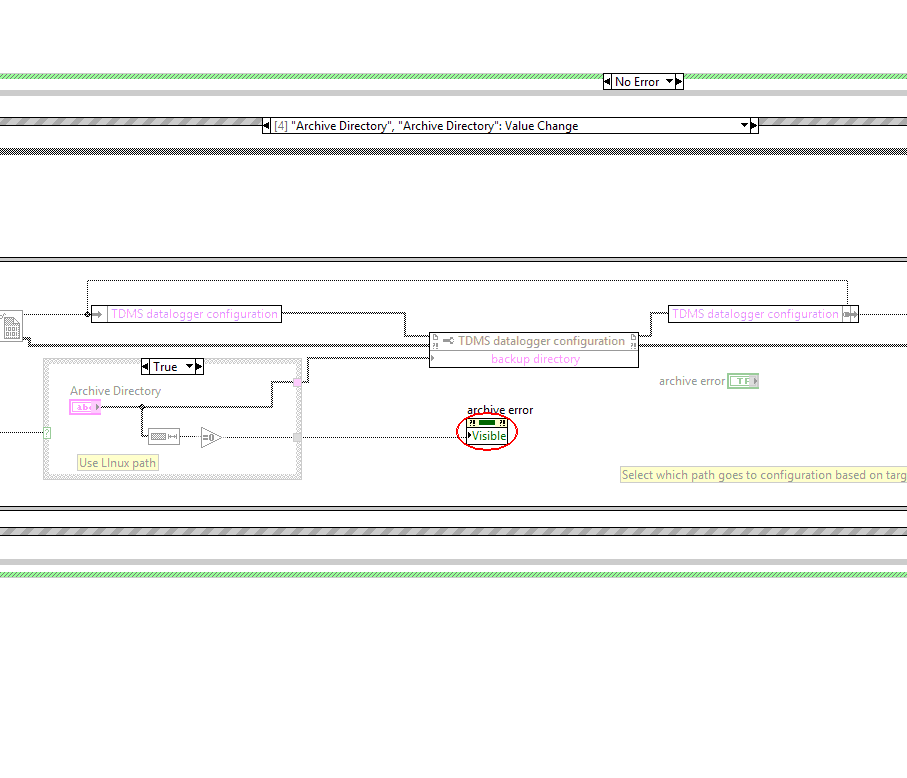 No Error
[4] "Archive Directory", "Archive Directory": Value Change
TDMS datalogger configuration
TDMS datalogger configuration
TDMS datalogger configuration
backup directory
True
Archive Directory
abc
=0
Use LInux path
?
archive error
?! ?!
Visible
archive error
TF
Select which path goes to configuration based on targ